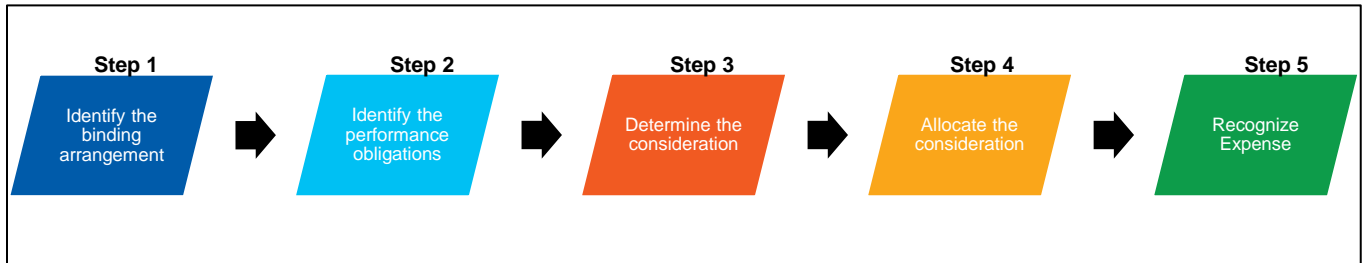 Step 1
Identify the
binding
arrangement
Step 2
Identify the
performance
obligations
Step 3
Determine the
consideration
Step 4
Allocate the
consideration
Step 5
Recognize
Expense